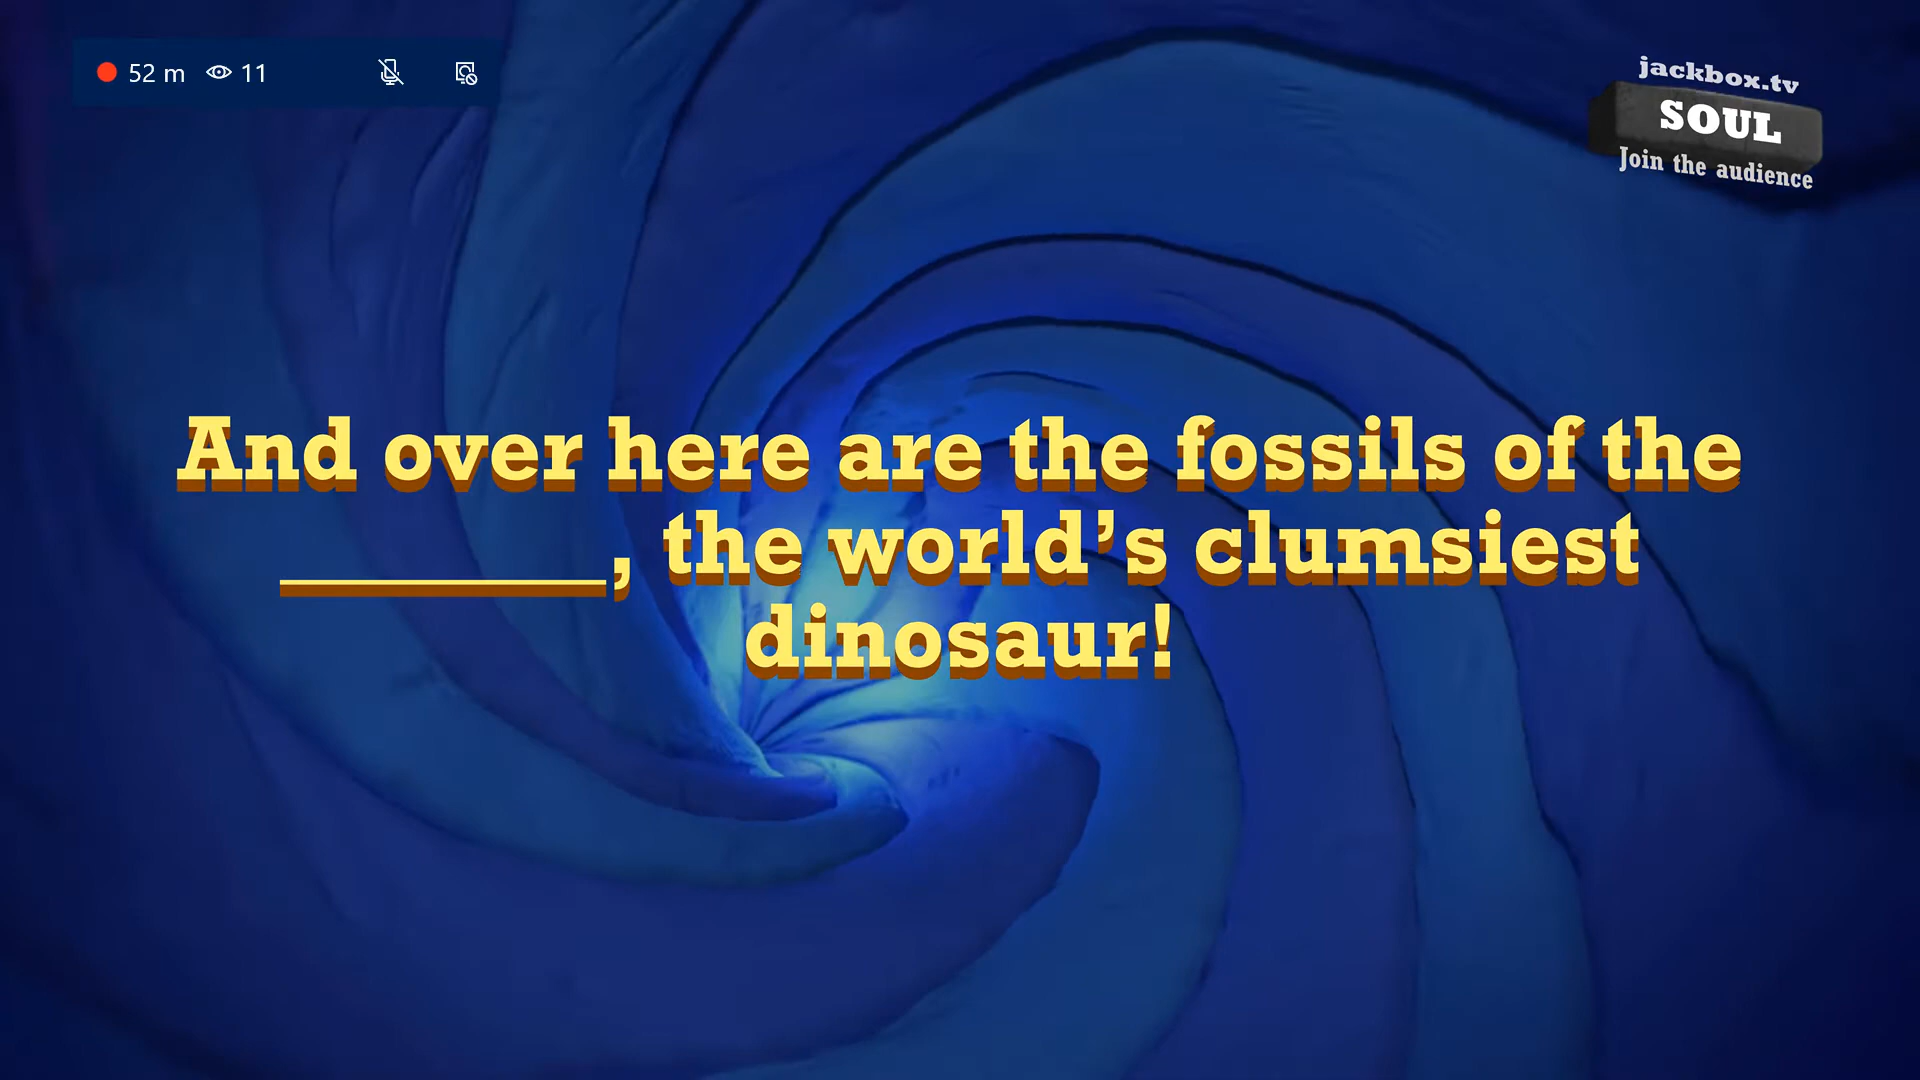 52 m 11
jackbox.tv
SOUL
Join the audience
And over here are the fossils of the
________, the world’s clumsiest
dinosaur!